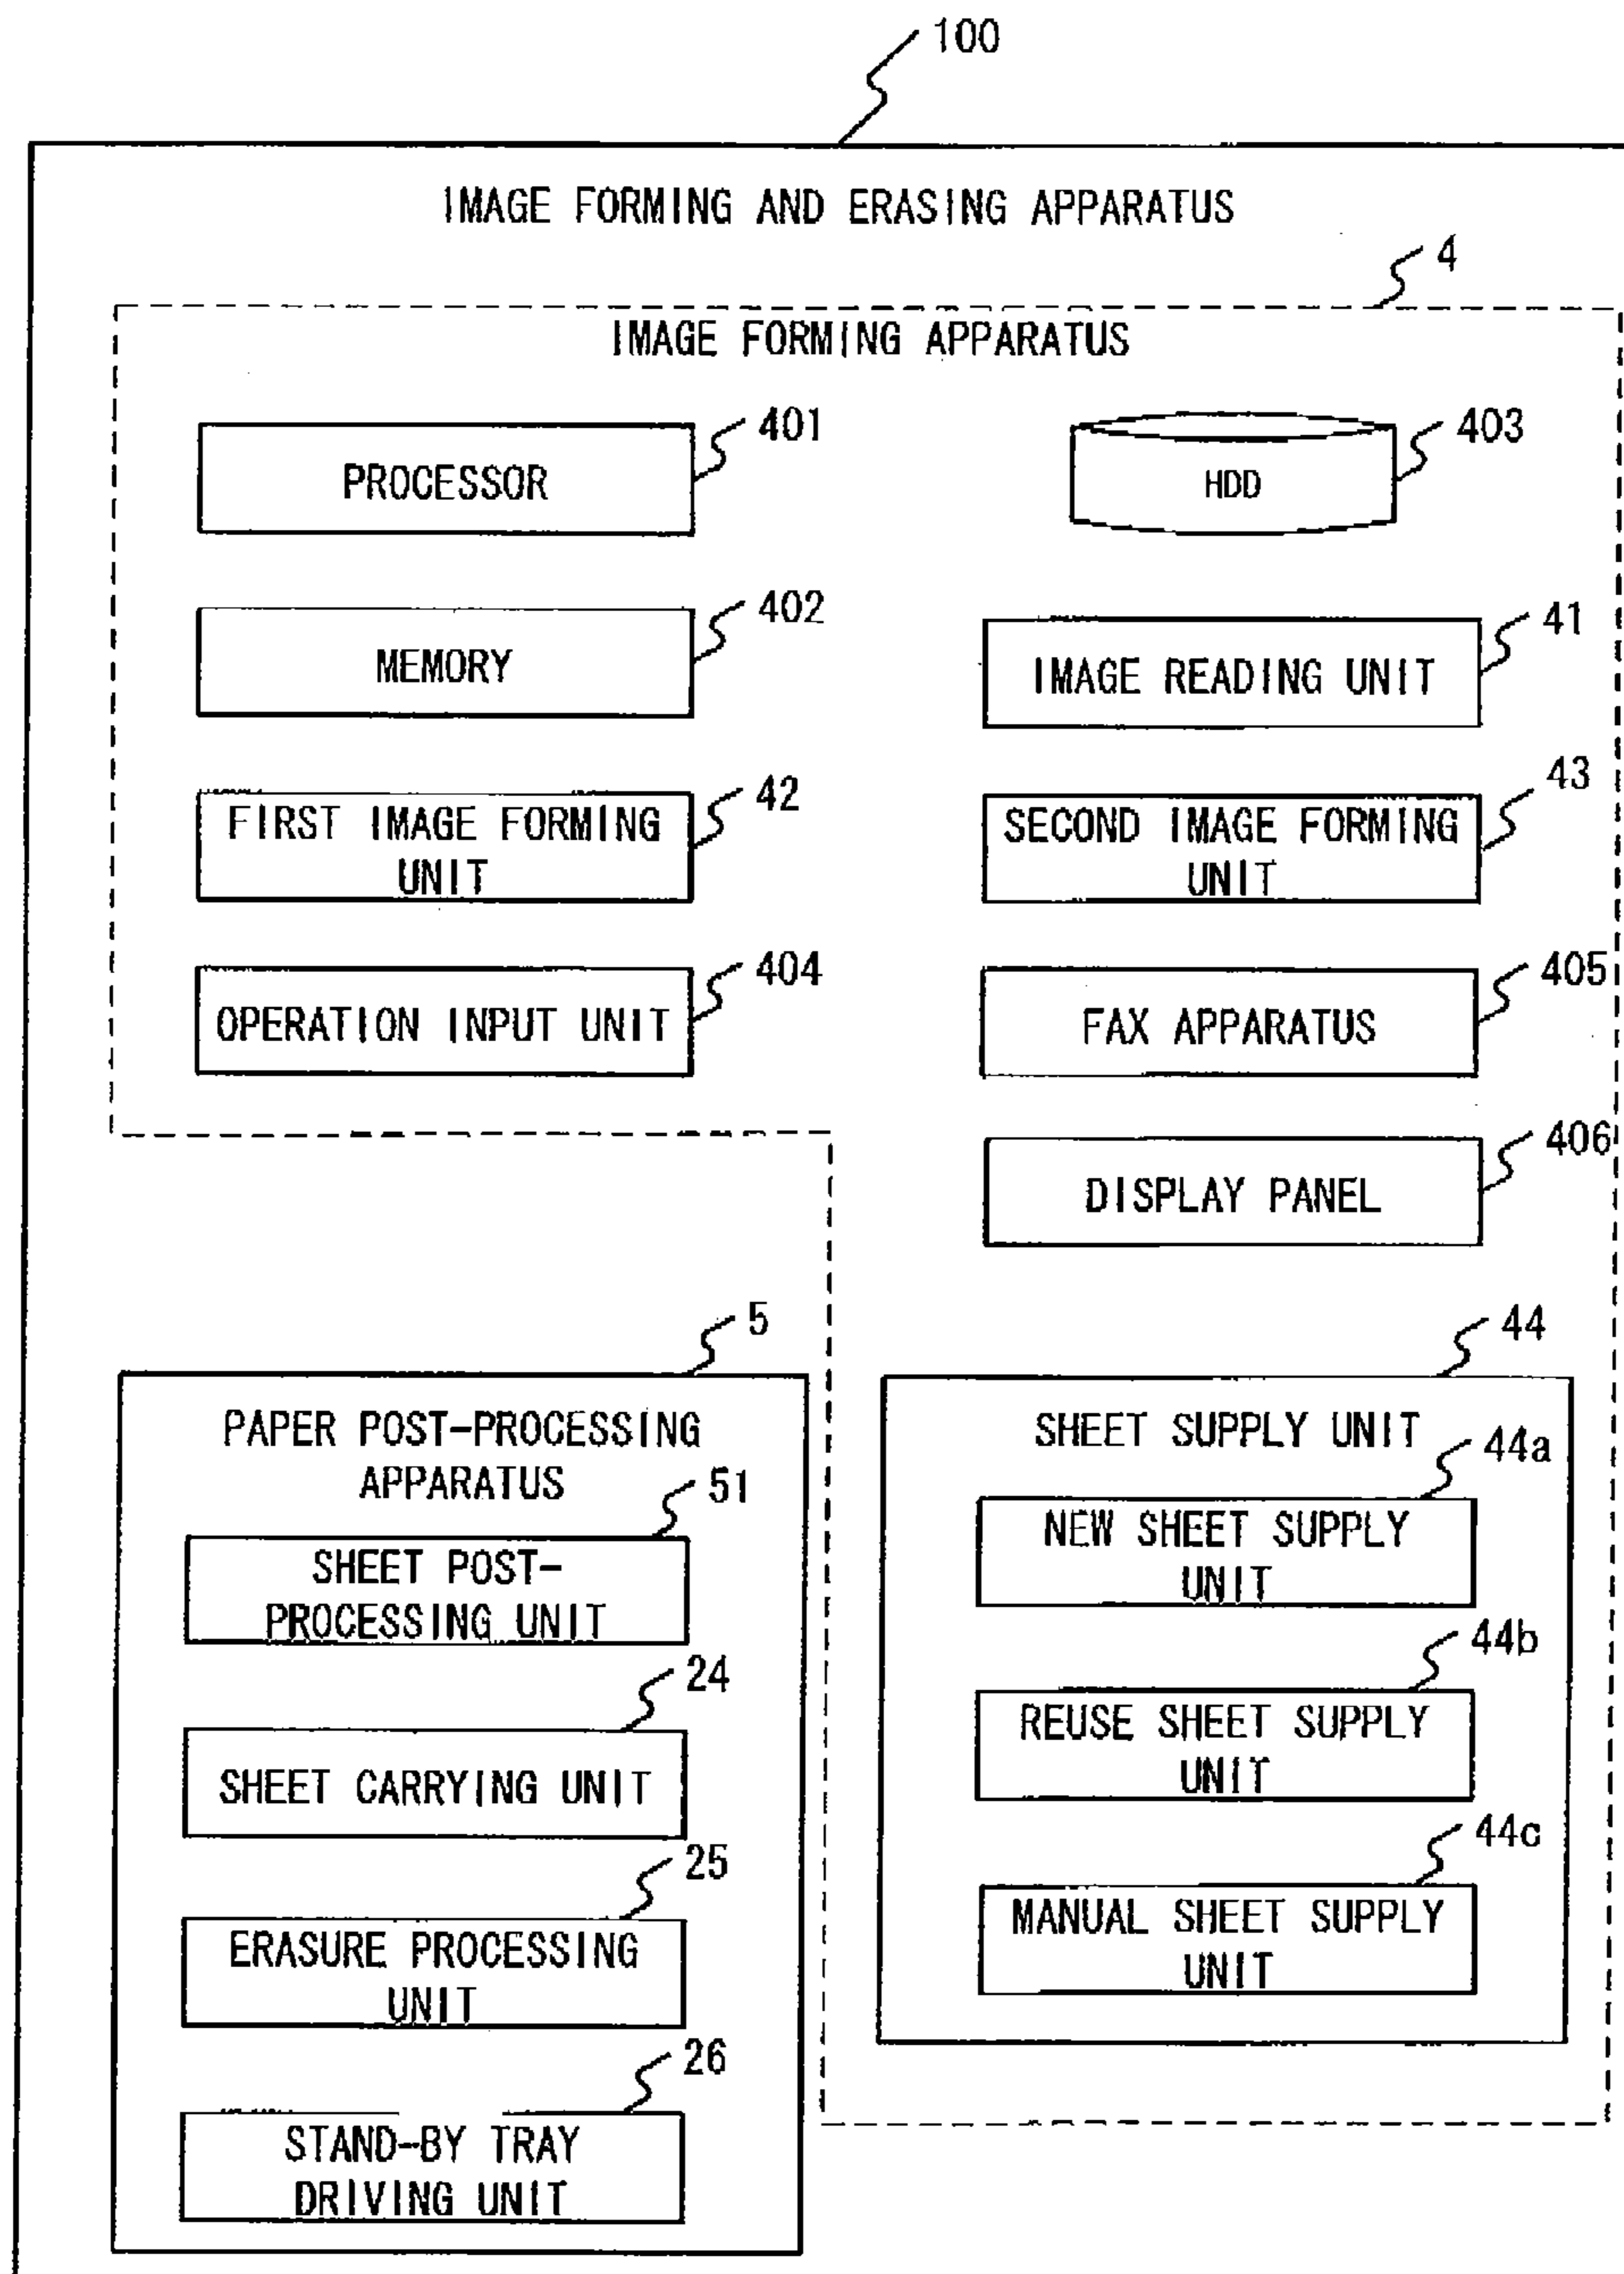 100
IMAGE FORMING AND ERASING APPARATUS
4
IMAGE FORMING APPARATUS
401
PROCESSOR
403
HDD
402
MEMORY
41
IMAGE READING UNIT
42
FIRST IMAGE FORMING
UNIT
43
SECOND IMAGE FORMING
UNIT
404
OPERATION INPUT UNIT
405
FAX APPARATUS
406
DISPLAY PANEL
5
PAPER POST-PROCESSING
APPARATUS
51
SHEET POST-
PROCESSING UNIT
24
SHEET CARRYING UNIT
25
ERASURE PROCESSING
UNIT
26
STAND-BY TRAY
DRIVING UNIT
44
SHEET SUPPLY UNIT
44a
NEW SHEET SUPPLY
UNIT
44b
REUSE SHEET SUPPLY
UNIT
44c
MANUAL SHEET SUPPLY
UNIT